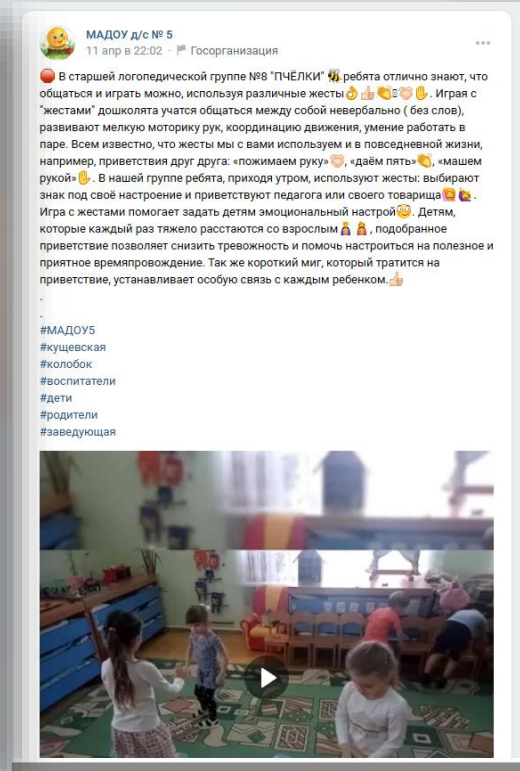 МАДОУ д/с № 5
11 апр в 22:02 · Госорганизация
В старшей логопедической группе №8 "ПЧЁЛКИ" 🐝,ребята отлично знают, что
общаться и играть можно, используя различные жесты👌👍👏🤝✋. Играя с
"жестами" дошколята учатся общаться между собой невербально ( без слов),
развивают мелкую моторику рук, координацию движения, умение работать в
паре. Всем известно, что жесты мы с вами используем и в повседневной жизни,
например, приветствия друг друга: «пожимаем руку»🤝, «даём пять»👏, «машем
рукой»✋. В нашей группе ребята, приходя утром, используют жесты: выбирают
знак под своё настроение и приветствуют педагога или своего товарища.
Игра с жестами помогает задать детям эмоциональный настрой. Детям,
которые каждый раз тяжело расстаются со взрослым, подобранное
приветствие позволяет снизить тревожность и помочь настроиться на полезное и
приятное времяпровождение. Так же короткий миг, который тратится на
приветствие, устанавливает особую связь с каждым ребенком.👍
.
.
#МАДОУ5
#кущевская
#колобок
#воспитатели
#дети
#родители
#заведующая